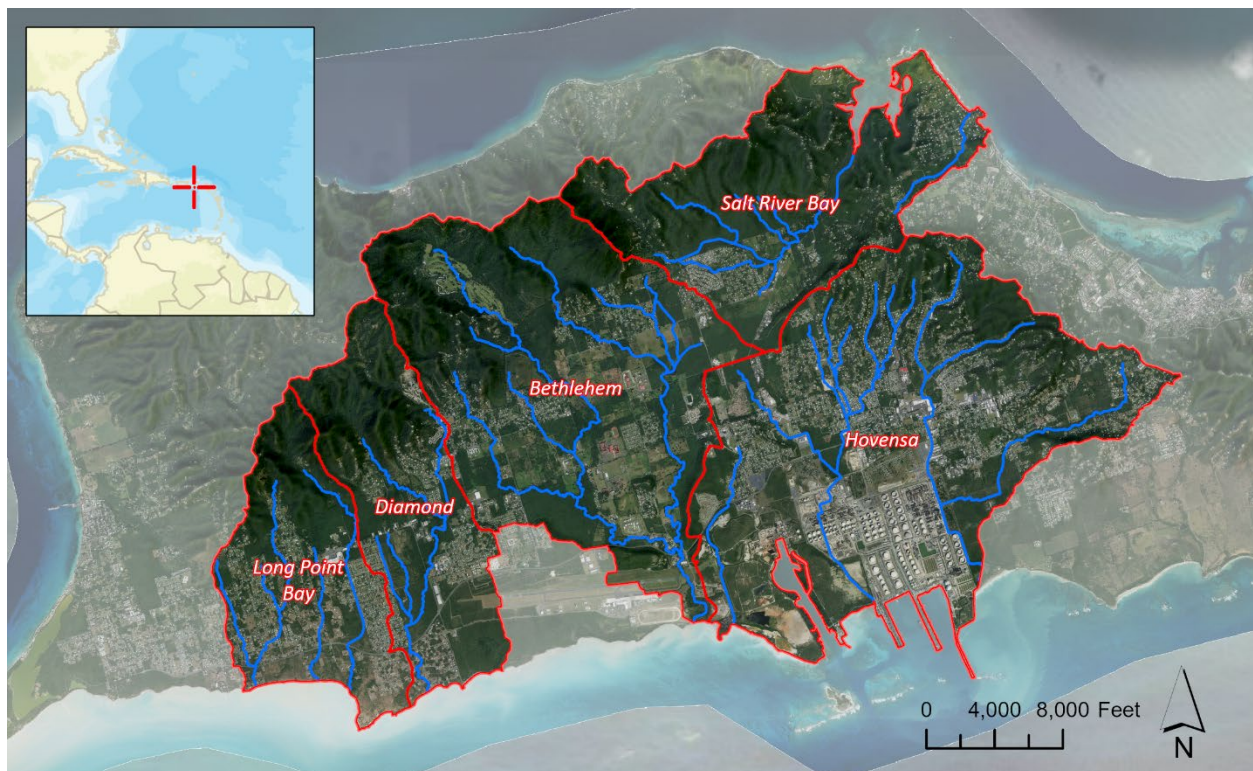 Salt River Bay
Bethlehem
Hovensa
Diamond
Long Point
Bay
0 4,000 8,000 Feet
N